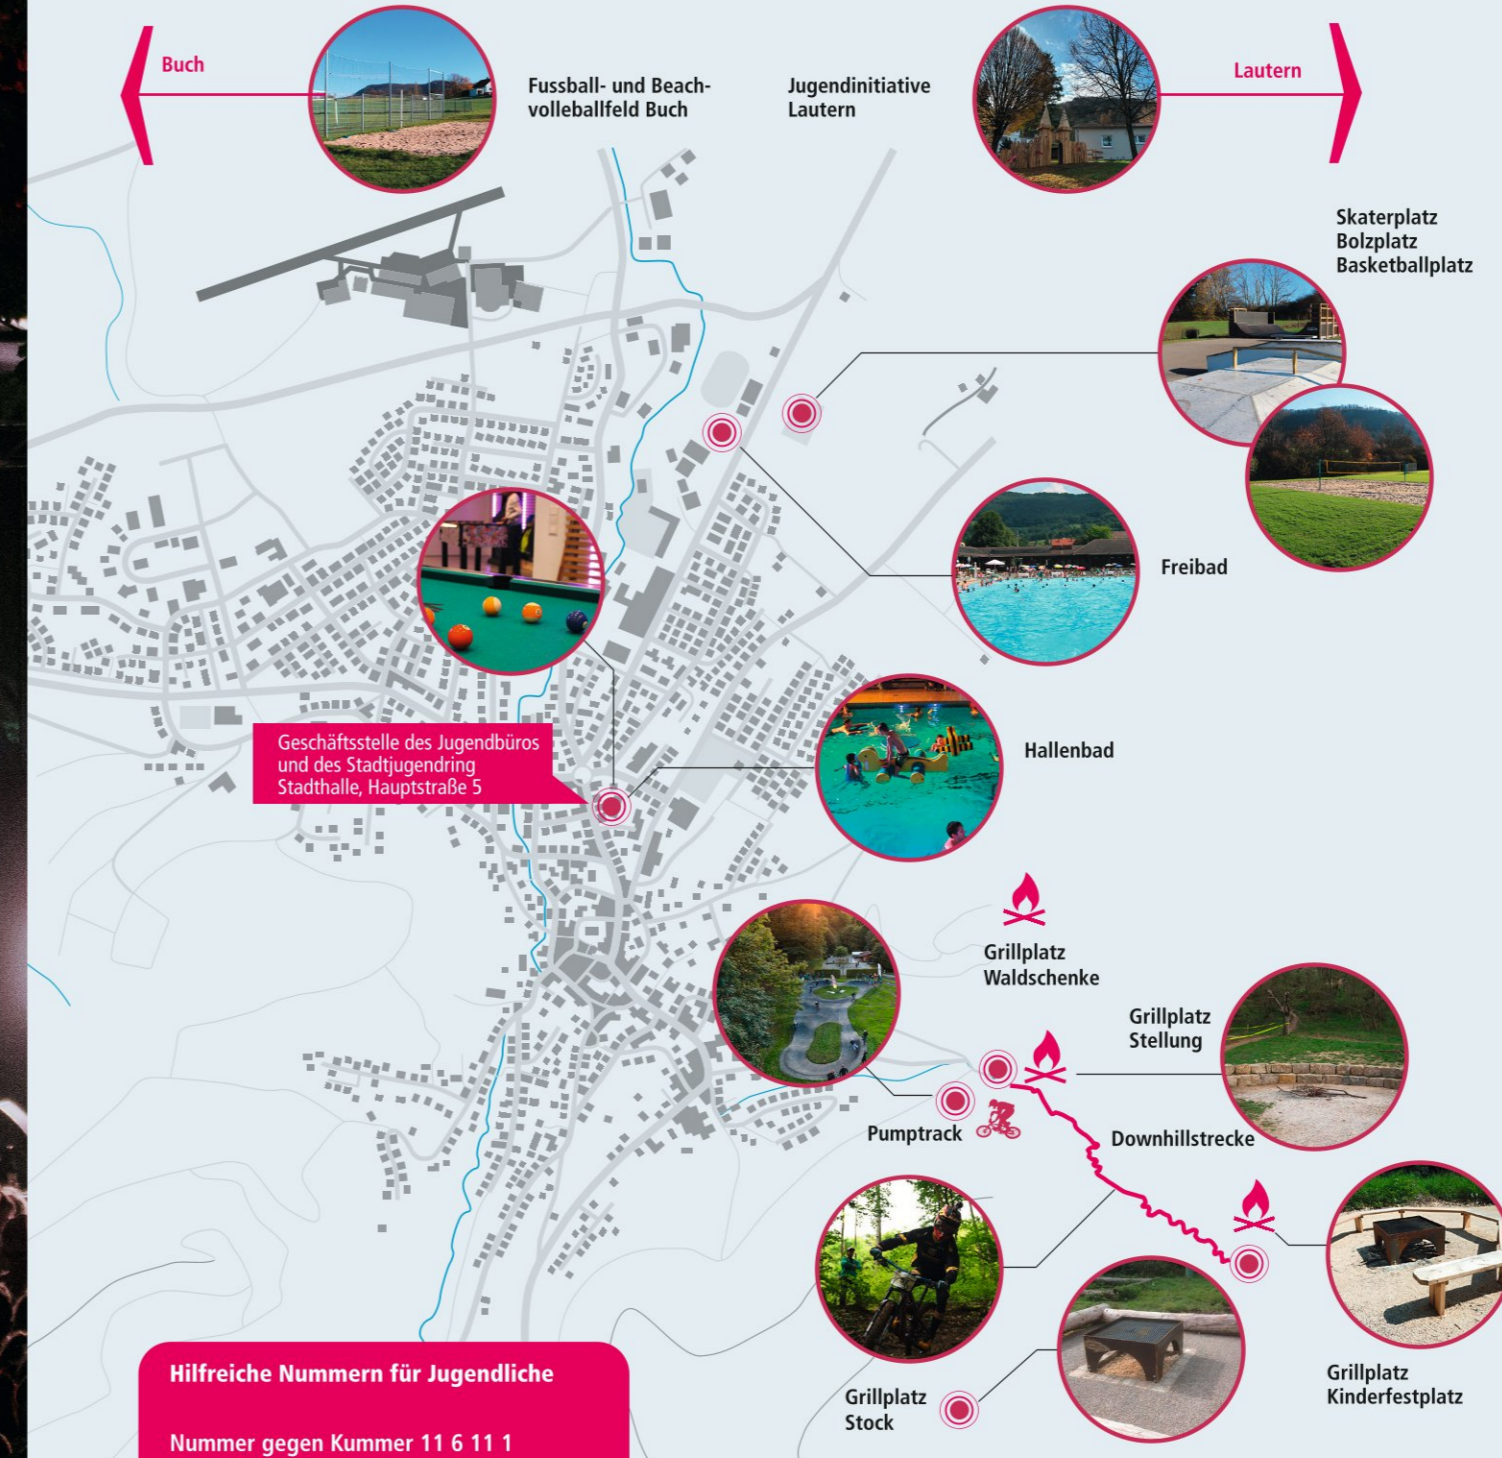 Buch
Fussball- und Beach-
volleballfeld Buch
Jugendinitiative
Lautern
Lautern
Skaterplatz
Bolzplatz
Basketballplatz
Freibad
Geschäftsstelle des Jugendbüros
und des Stadtjugendring
Stadthalle, Hauptstraße 5
Hallenbad
Grillplatz
Waldschenke
Grillplatz
Stellung
Pumptrack
Downhillstrecke
Grillplatz
Stock
Grillplatz
Kinderfestplatz
Hilfreiche Nummern für Jugendliche
Nummer gegen Kummer 11 6 11 1